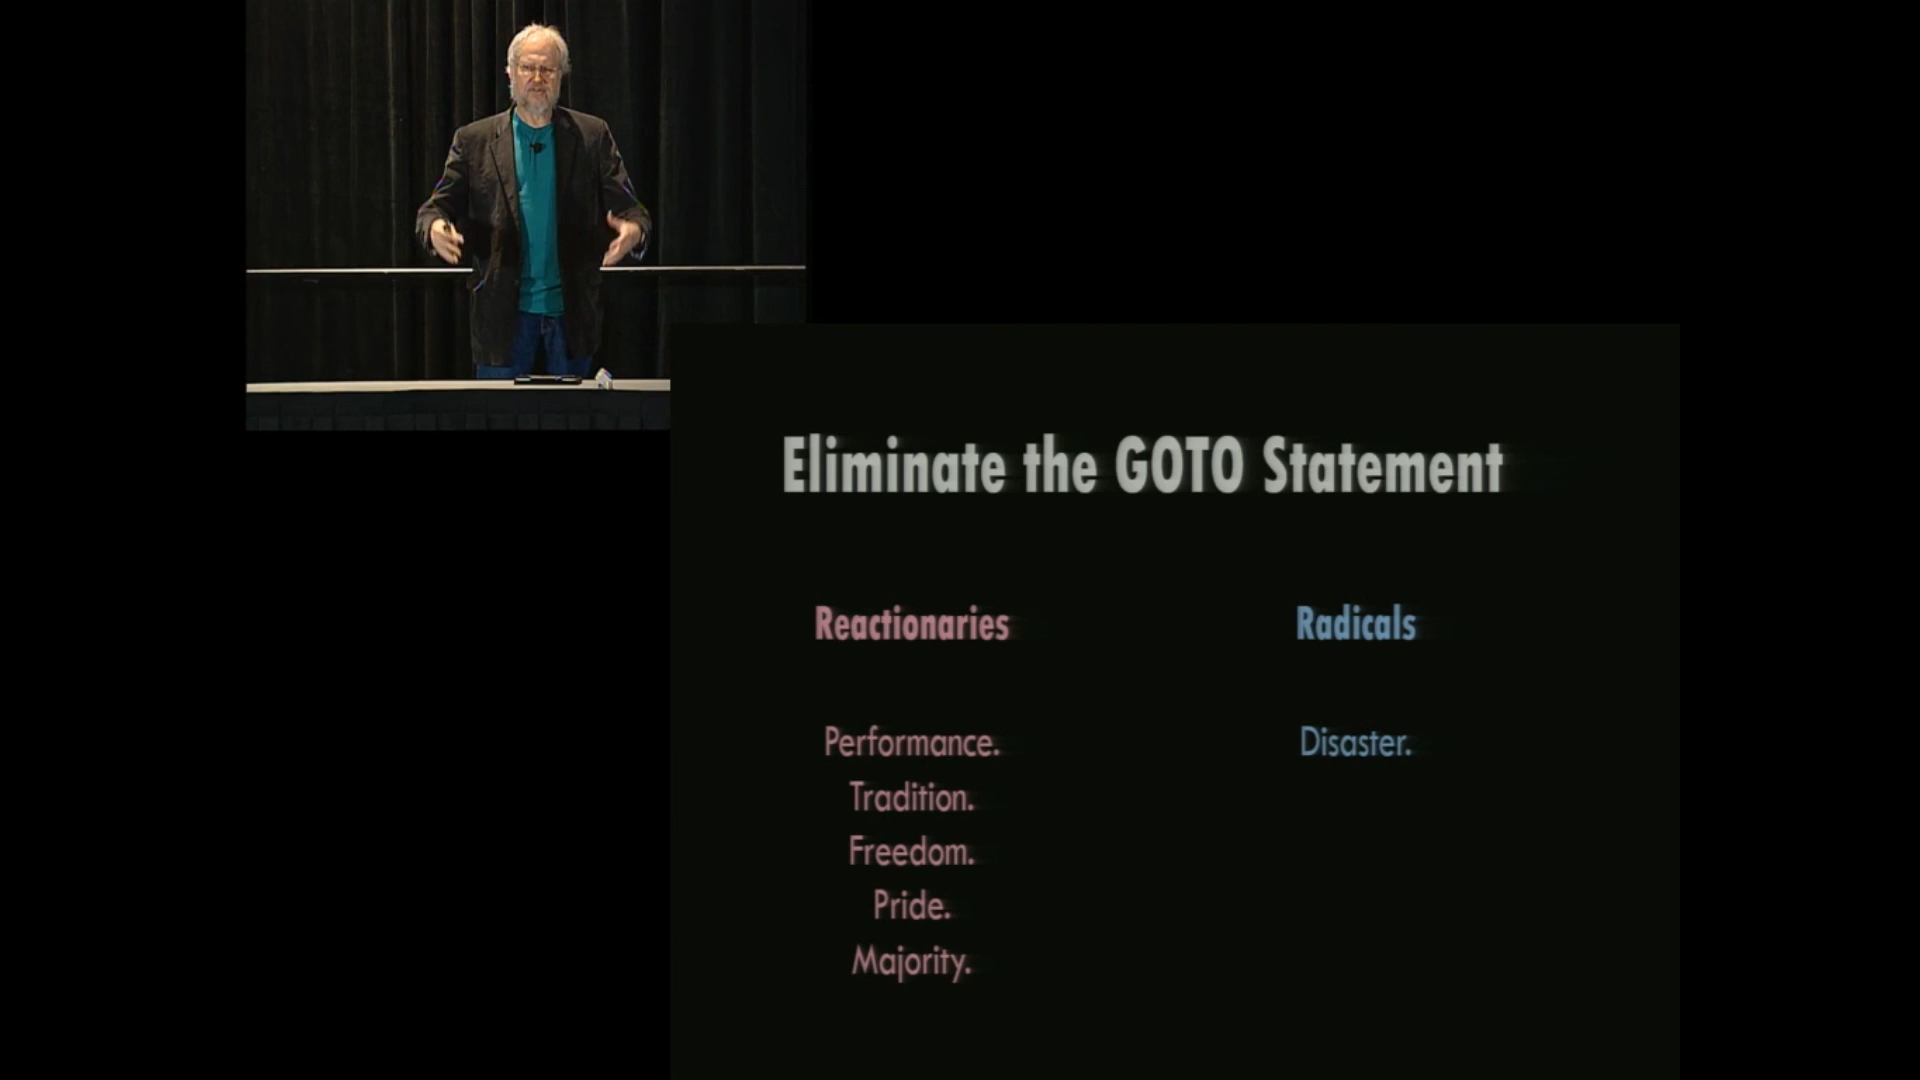 Eliminate the GOTO Statement
Reactionaries
Performance.
Tradition.
Freedom.
Pride.
Majority.
Radicals
Disaster.